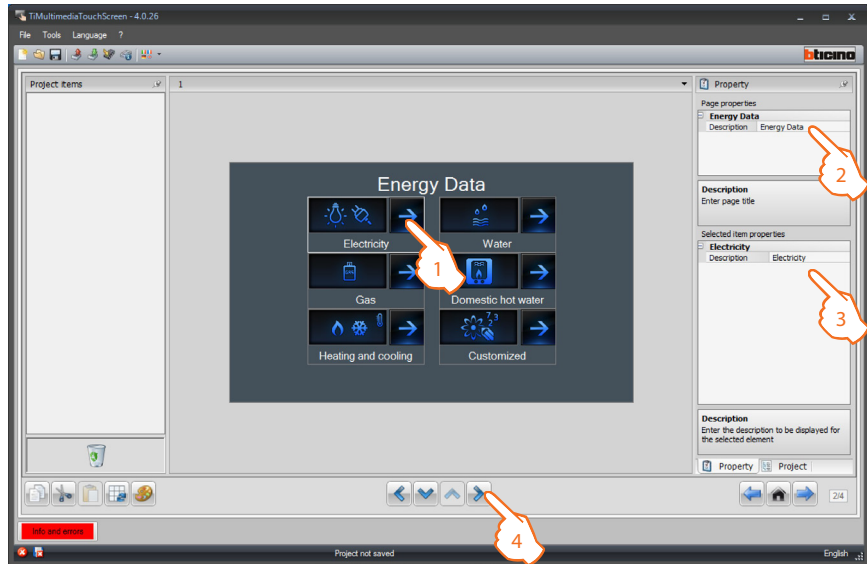 TiMultimediaTouchScreen - 4.0.26
File Tools Language ?
bticino
Project items
1
Property
Page properties
Energy Data
Description Energy Data
2
Description
Enter page title
Selected item properties
Electricity
Description Electricity
3
Energy Data
Electricity
Water
1
Gas
Domestic hot water
Heating and cooling
Customized
Description
Enter the description to be displayed for
the selected element
Property Project
2/4
4
Info and errors
Project not saved
English